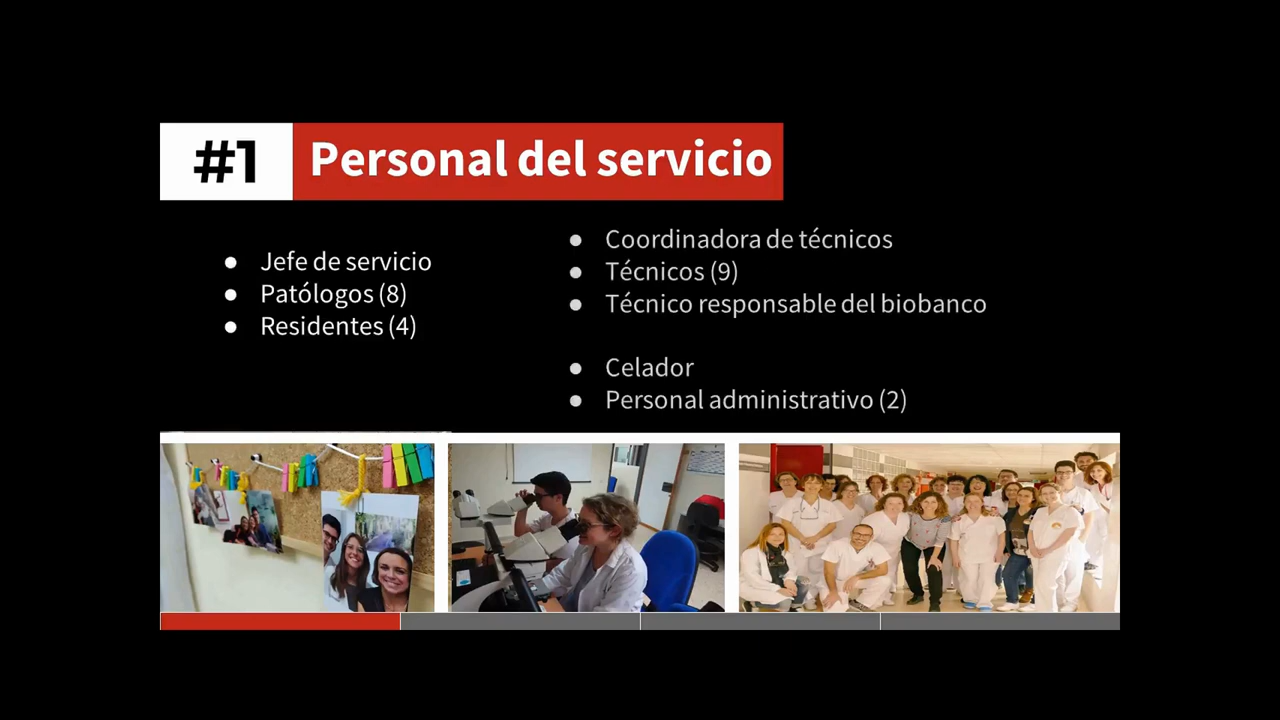 #1 Personal del servicio
● Jefe de servicio
● Patólogos (8)
● Residentes (4)
● Coordinadora de técnicos
● Técnicos (9)
● Técnico responsable del biobanco
● Celador
● Personal administrativo (2)